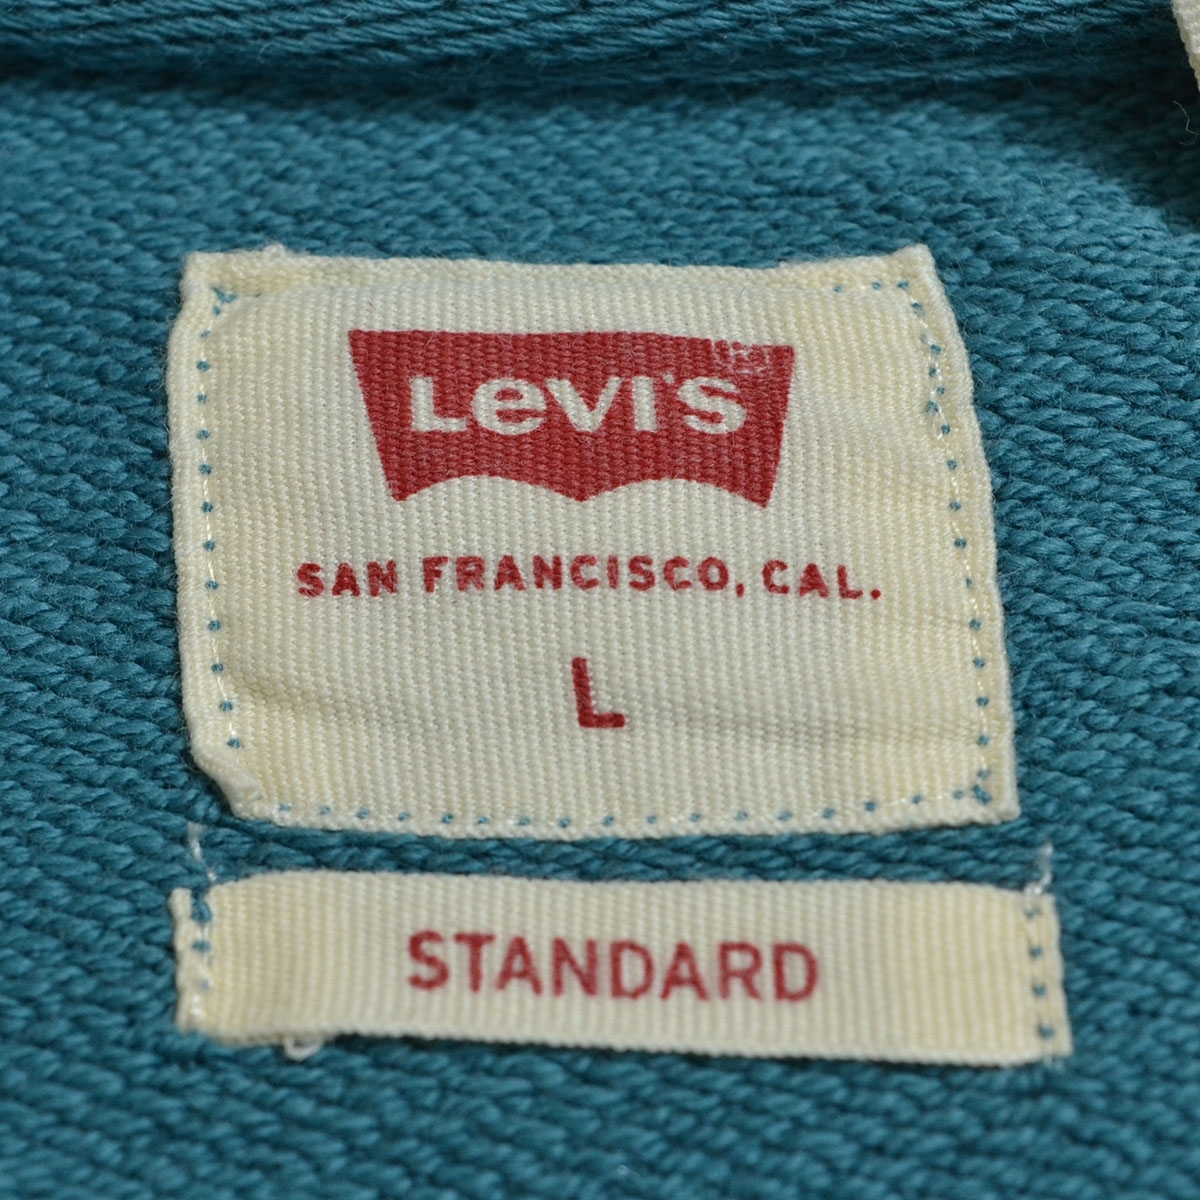 Levi's
SAN FRANCISCO, CAL.
L
STANDARD